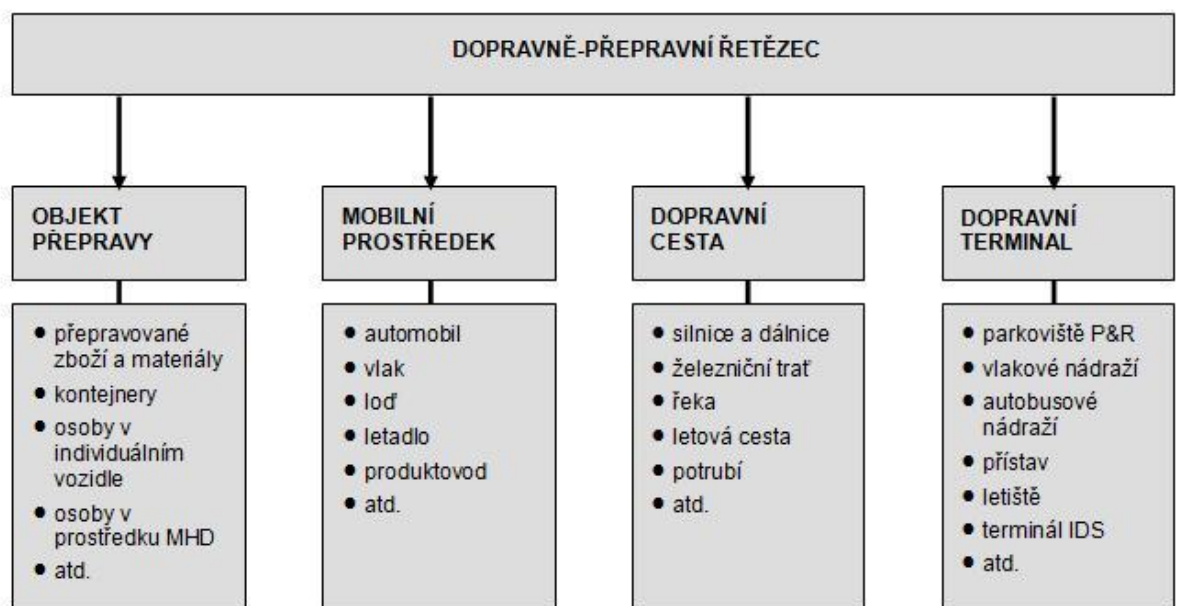 DOPRAVNĚ-PŘEPRAVNÍ ŘETĚZEC
OBJEKT
PŘEPRAVY
● přepravované
zboží a materiály
● kontejnery
● osoby v
individuálním
vozidle
● osoby v
prostředku MHD
● atd.
MOBILNÍ
PROSTŘEDEK
● automobil
● vlak
● loď
● letadlo
● produktovod
● atd.
DOPRAVNÍ
CESTA
● silnice a dálnice
● železniční trať
● řeka
● letová cesta
● potrubí
● atd.
DOPRAVNÍ
TERMINAL
● parkoviště P&R
● vlakové nádraží
● autobusové
nádraží
● přístav
● letiště
● terminál IDS
● atd.